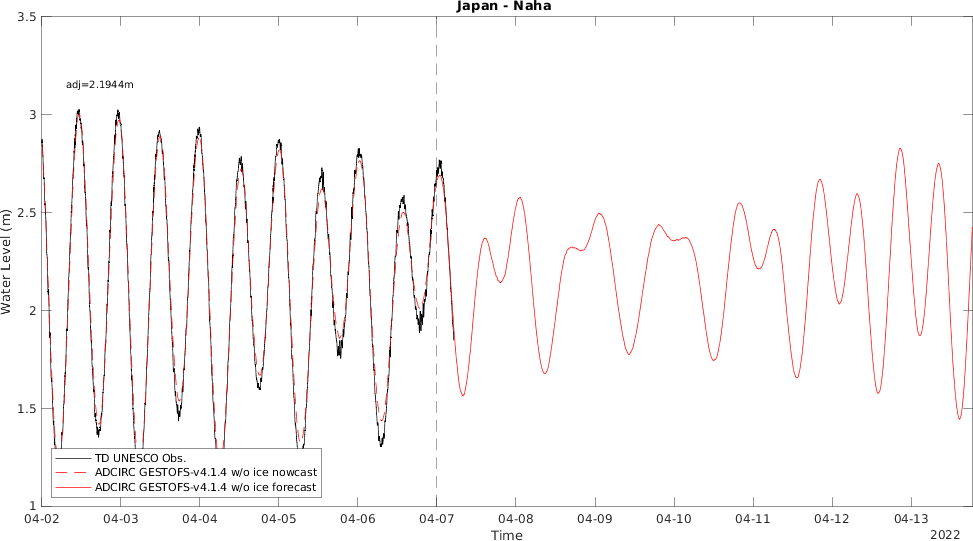 Japan - Naha
3.5
3
2.5
2
1.5
1
Water Level (m)
adj=2.1944m
TD UNESCO Obs.
ADCIRC GESTOFS-v4.1.4 w/o ice nowcast
ADCIRC GESTOFS-v4.1.4 w/o ice forecast
04-02 04-03 04-04 04-05 04-06 04-07 04-08 04-09 04-10 04-11 04-12 04-13
Time
2022